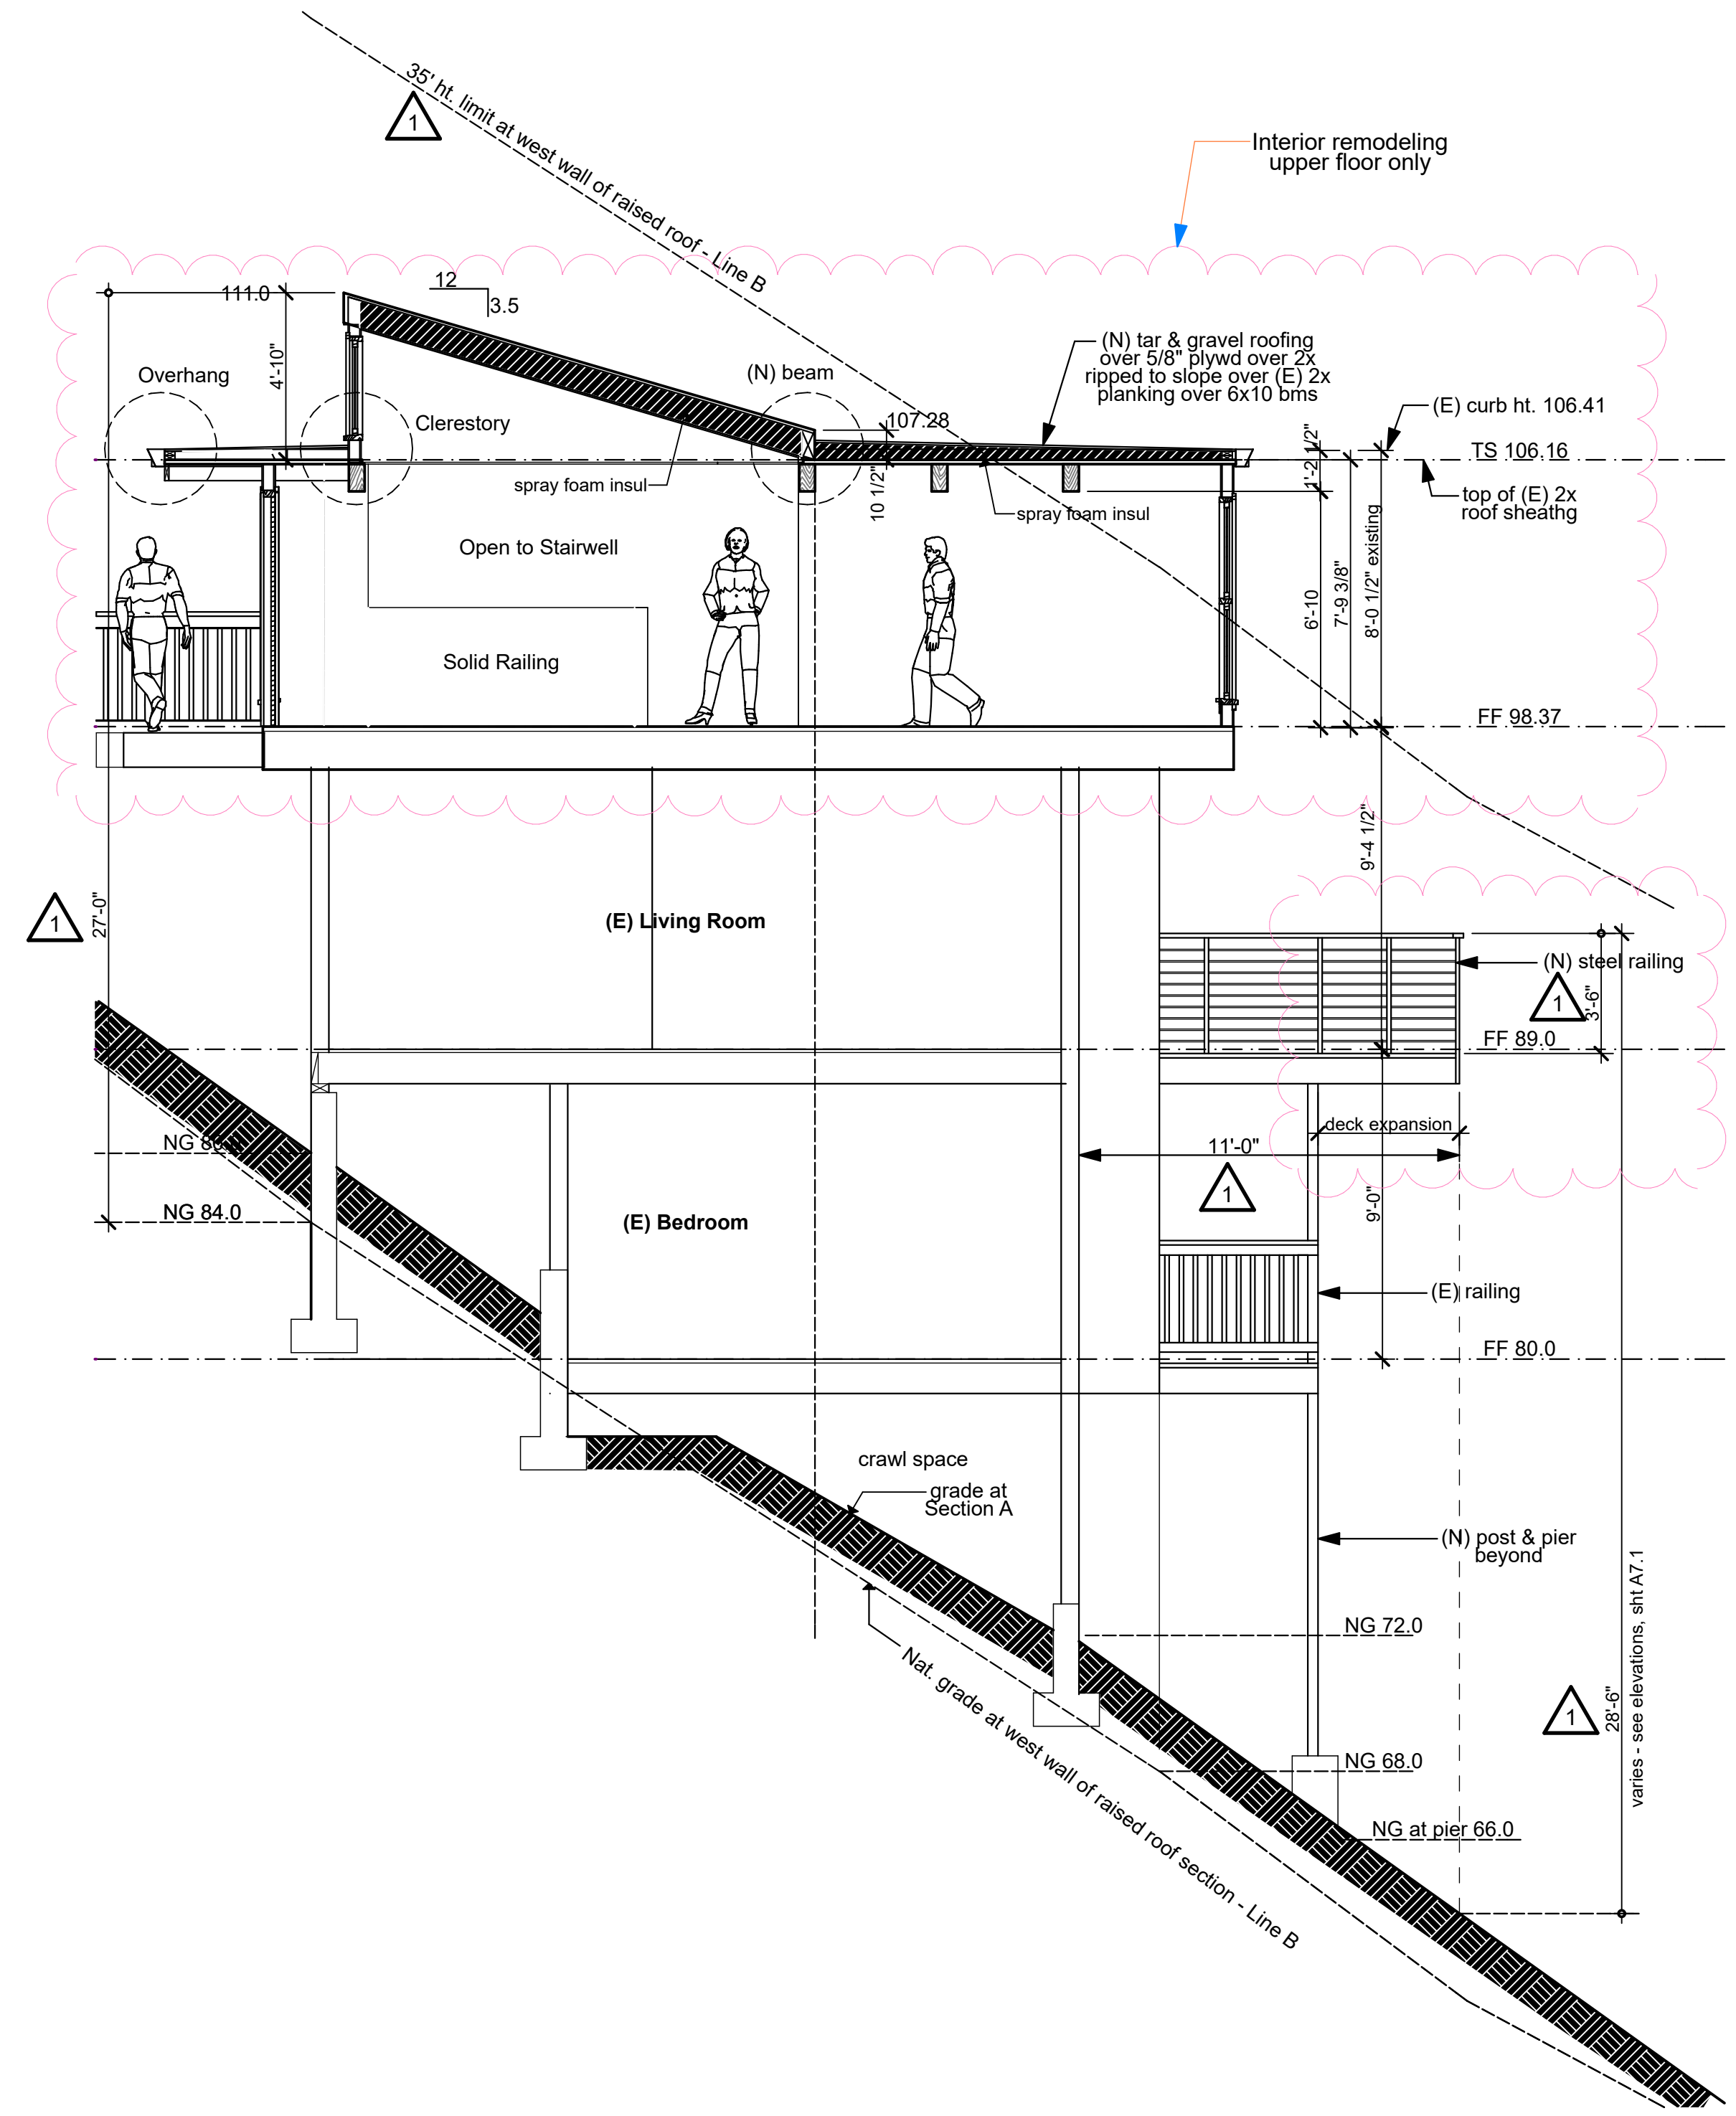 35' ht. limit at west wall of raised roof - Line B
1
Interior remodeling
upper floor only
12
3.5
111.0
4'-10"
Overhang
Clerestory
(N) beam
(N) tar & gravel roofing
over 5/8" plywd over 2x
ripped to slope over (E) 2x
planking over 6x10 bms
107.28
10 1/2"
(E) curb ht. 106.41
1'-2 1/2"
TS 106.16
top of (E) 2x
roof sheathg
spray foam insul
spray foam insul
Open to Stairwell
Solid Railing
6'-10
7'-9 3/8"
8'-0 1/2" existing
FF 98.37
9'-4 1/2"
27'-0"
1
(E) Living Room
(N) steel railing
1
3'-6"
FF 89.0
deck expansion
11'-0"
1
NG
NG 84.0
(E) Bedroom
9'-0"
(E) railing
FF 80.0
crawl space
grade at
Section A
(N) post & pier
beyond
NG 72.0
Nat. grade at west wall of raised roof section - Line B
NG 68.0
NG at pier 66.0
1
28'-6"
varies - see elevations, sht A7.1